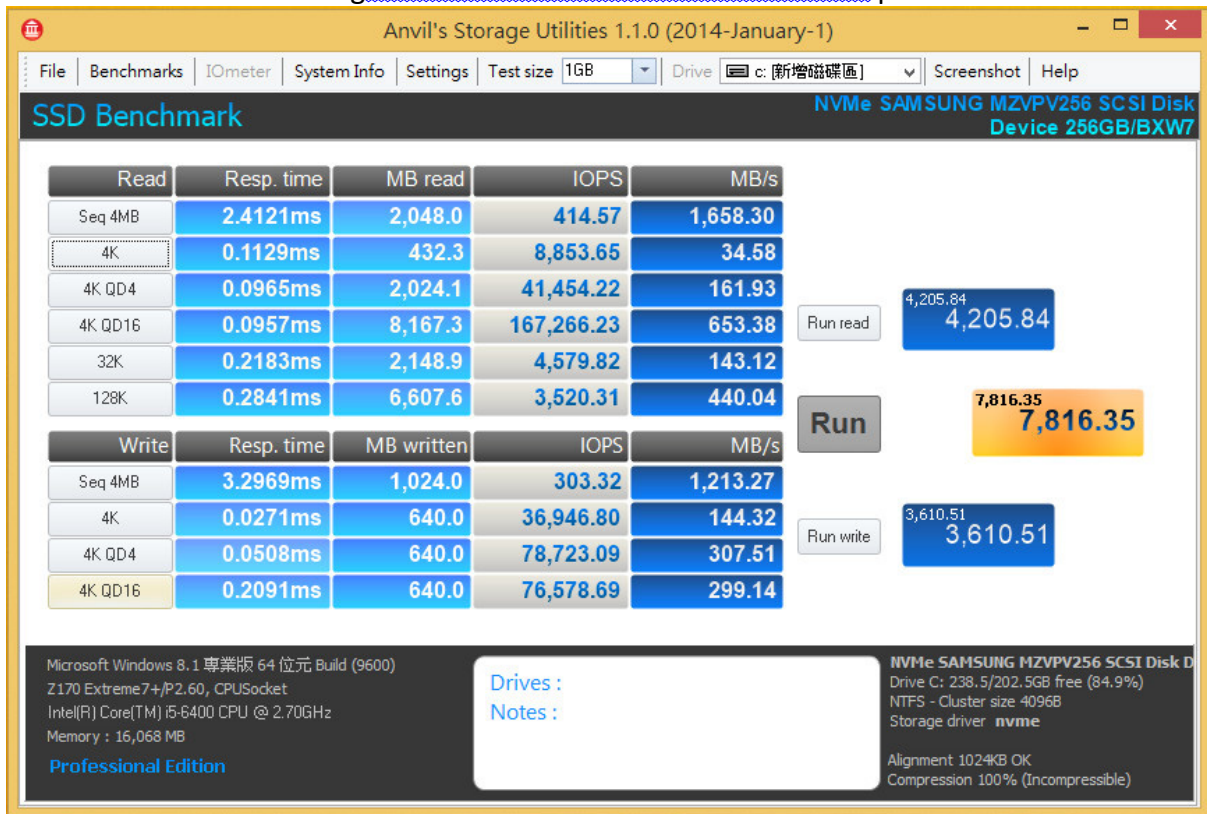 Anvil's Storage Utilities 1.1.0 (2014-January-1)
File Benchmarks IOmeter System Info Settings Test size 1GB Drive c: [新增磁碟區] Screenshot Help
SSD Benchmark
NVMe SAMSUNG MZVPV256 SCSI Disk
Device 256GB/BXW7
Read Resp. time MB read IOPS MB/s
Seq 4MB 2.4121ms 2,048.0 414.57 1,658.30
4K 0.1129ms 432.3 8,853.65 34.58
4K QD4 0.0965ms 2,024.1 41,454.22 161.93
4K QD16 0.0957ms 8,167.3 167,266.23 653.38
32K 0.2183ms 2,148.9 4,579.82 143.12
128K 0.2841ms 6,607.6 3,520.31 440.04
Run read
4,205.84
4,205.84
Run
7,816.35
7,816.35
Write Resp. time MB written IOPS MB/s
Seq 4MB 3.2969ms 1,024.0 303.32 1,213.27
4K 0.0271ms 640.0 36,946.80 144.32
4K QD4 0.0508ms 640.0 78,723.09 307.51
4K QD16 0.2091ms 640.0 76,578.69 299.14
Run write
3,610.51
3,610.51
Microsoft Windows 8.1 專業版 64 位元 Build (9600)
Z170 Extreme7+/P2.60, CPUSocket
Intel(R) Core(TM) i5-6400 CPU @ 2.70GHz
Memory : 16,068 MB
Professional Edition
Drives :
Notes :
NVMe SAMSUNG MZVPV256 SCSI Disk D
Drive C: 238.5/202.5GB free (84.9%)
NTFS - Cluster size 4096B
Storage driver nvme
Alignment 1024KB OK
Compression 100% (Incompressible)